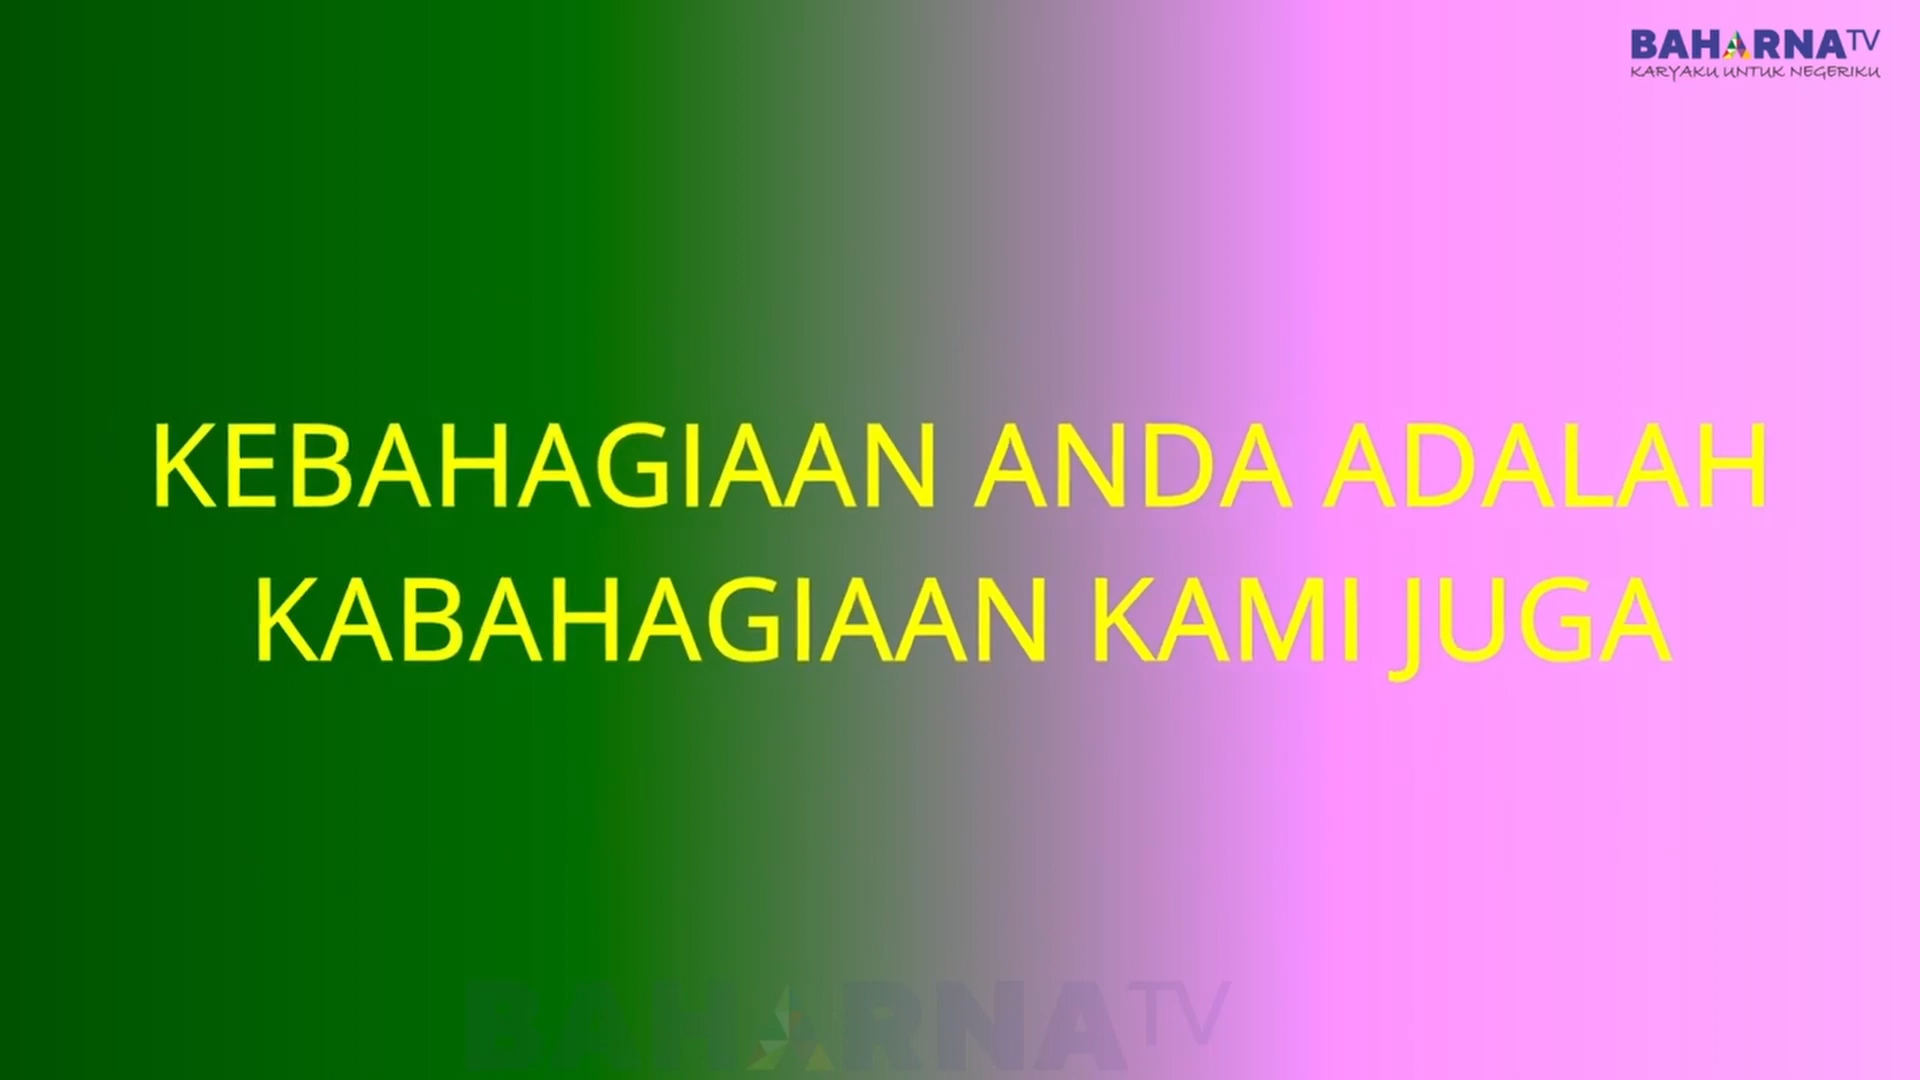 BAHARNATV
KARYAKU UNTUK NEGERIKU
KEBAHAGIAAN ANDA ADALAH
KABAHAGIAAN KAMI JUGA
BAHARNATV